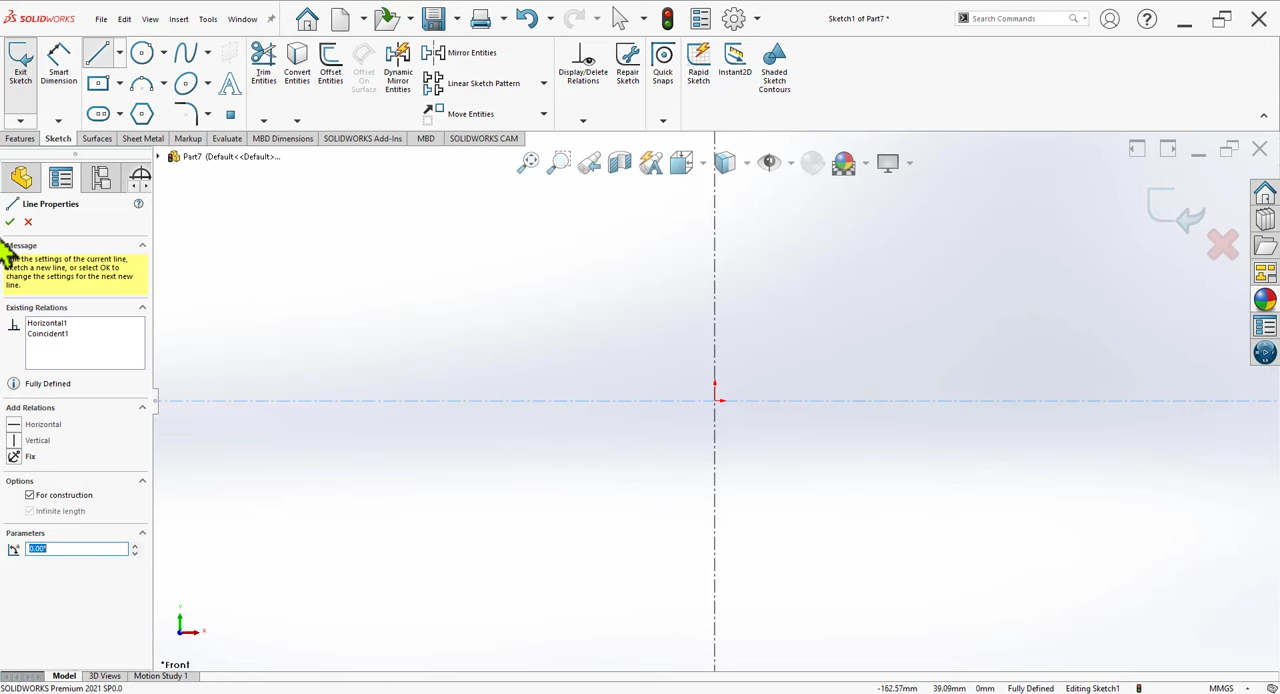 SOLIDWORKS
File
Edit
View
Insert
Tools
Window
Sketch1 of Part7 *
Search Commands
Exit Sketch
Smart Dimension
Trim Entities
Convert Entities
Offset Entities
Offset On Surface
Dynamic Mirror Entities
Mirror Entities
Linear Sketch Pattern
Move Entities
Display/Delete Relations
Repair Sketch
Quick Snaps
Rapid Sketch
Instant2D
Shaded Sketch Contours
Features
Sketch
Surfaces
Sheet Metal
Markup
Evaluate
MBD Dimensions
SOLIDWORKS Add-Ins
MBD
SOLIDWORKS CAM
Part7 (Default<<Default>...
Line Properties
Message
the settings of the current line,
sketch a new line, or select OK to
change the settings for the next new
line.
Existing Relations
Horizontal1
Coincident1
Fully Defined
Add Relations
Horizontal
Vertical
Fix
Options
For construction
Infinite length
Parameters
0.00°
Y
X
*Front
Model
3D Views
Motion Study 1
SOLIDWORKS Premium 2021 SP0.0
-162.57mm
39.09mm
0mm
Fully Defined
Editing Sketch1
MMGS